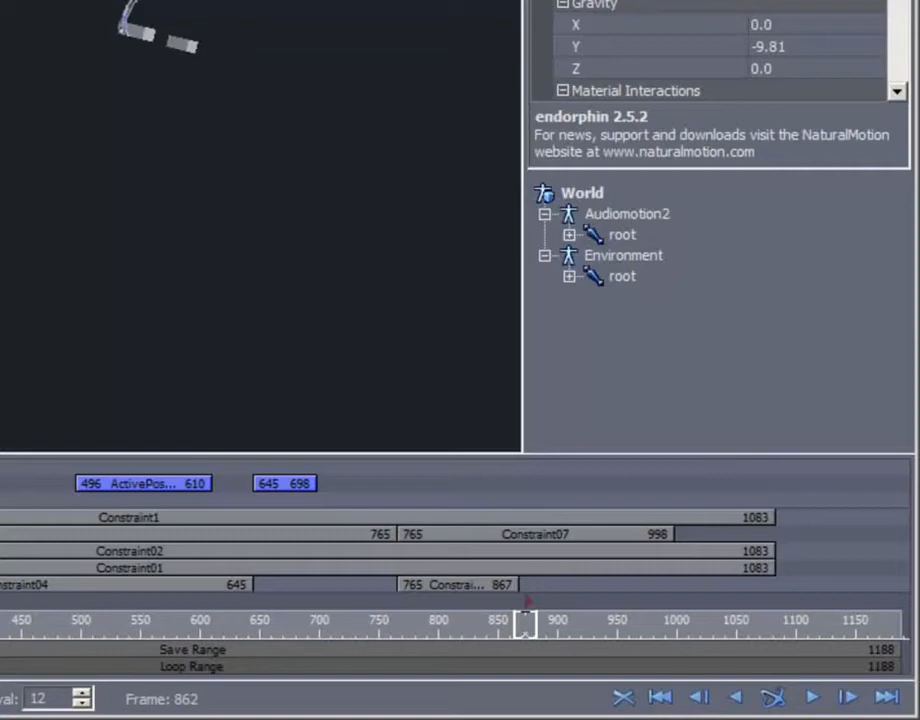 Gravity
X 0.0
Y -9.81
Z 0.0
Material Interactions
endorphin 2.5.2
For news, support and downloads visit the NaturalMotion
website at www.naturalmotion.com
World
Audiomotion2
root
Environment
root
496 ActivePos... 610 645 698
Constraint1 1083
765 765 Constraint07 998
Constraint02 1083
Constraint01 1083
nstraint04 645 765 Constrai... 867
450 500 550 600 650 700 750 800 850 900 950 1000 1050 1100 1150
Save Range 1188
Loop Range 1188
val: 12 Frame: 862